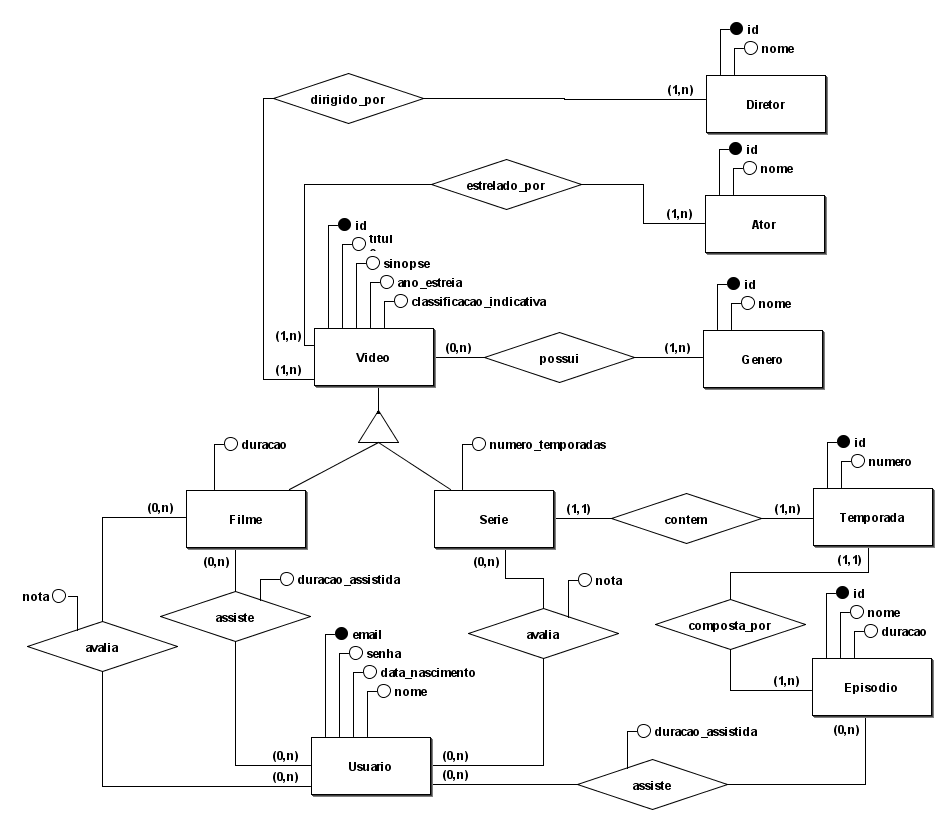 id
nome
dirigido_por
(1,n)
Diretor
id
nome
estrelado_por
(1,n)
Ator
id
titul
sinopse
ano_estreia
classificacao_indicativa
id
nome
(1,n)
Video
(0,n)
possui
(1,n)
Genero
(1,n)
duracao
numero_temporadas
id
numero
(0,n)
Filme
Serie
(1,1)
contem
(1,n)
Temporada
(0,n)
(0,n)
(1,1)
nota
duracao_assistida
nota
id
nome
duracao
assiste
avalia
avalia
composta_por
email
senha
data_nascimento
nome
(1,n)
Episodio
(0,n)
duracao_assistida
(0,n)
(0,n)
Usuario
(0,n)
(0,n)
assiste